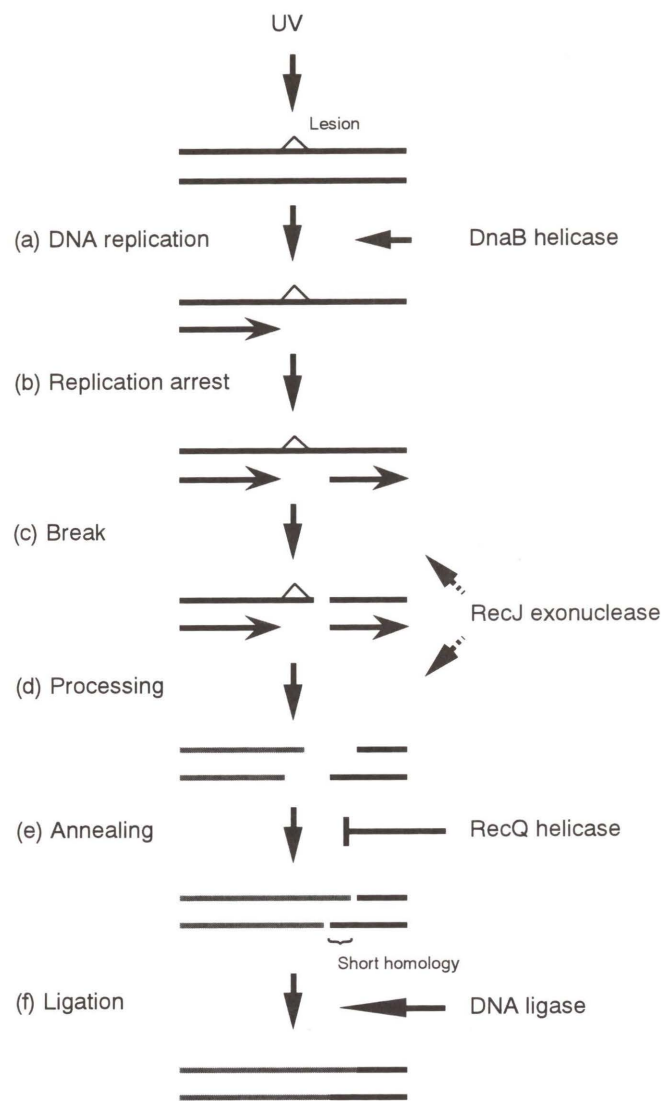 UV
Lesion
(a) DNA replication
DnaB helicase
(b) Replication arrest
(c) Break
RecJ exonuclease
(d) Processing
(e) Annealing
RecQ helicase
Short homology
(f) Ligation
DNA ligase